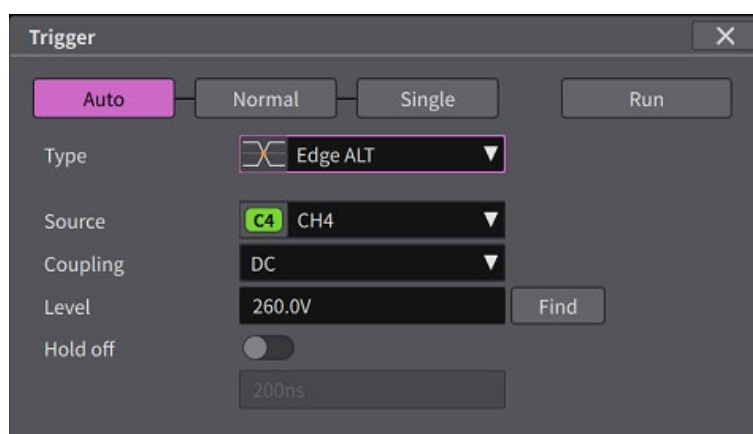 Trigger
Auto Normal Single Run
Type Edge ALT
Source C4 CH4
Coupling DC
Level 260.0V Find
Hold off
200ns